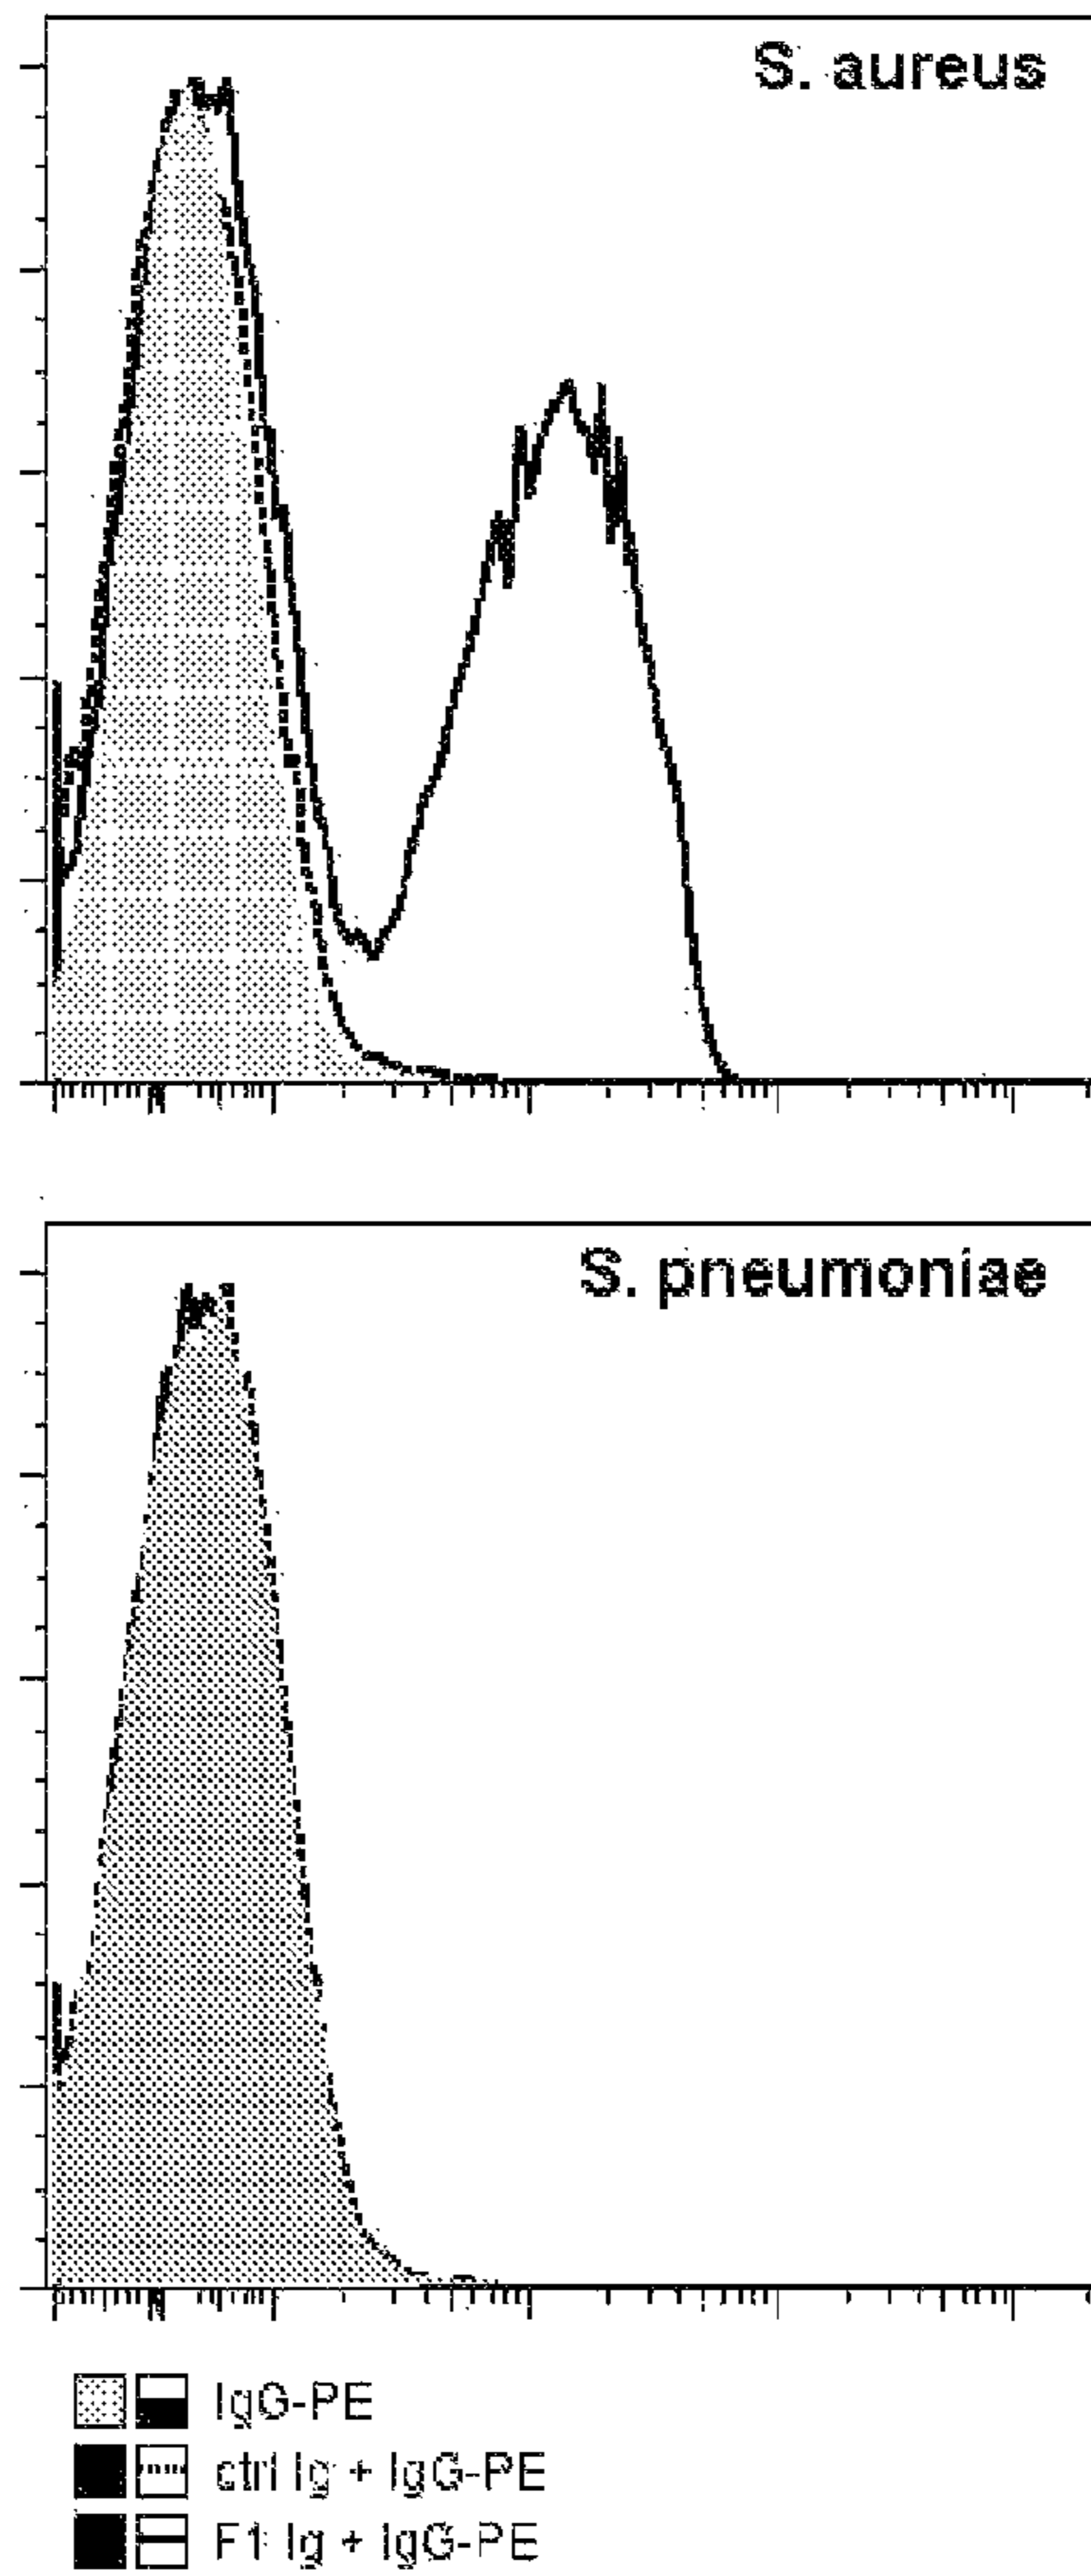 S. aureus
S. pneumoniae
IgG-PE
ctrl Ig + IgG-PE
F1 Ig + IgG-PE